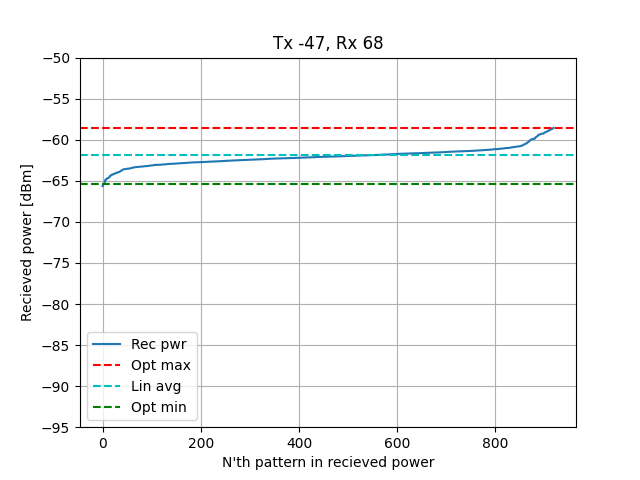 Tx -47, Rx 68
Recieved power [dBm]
−50
−55
−60
−65
−70
−75
−80
−85
−90
−95
Rec pwr
Opt max
Lin avg
Opt min
0 200 400 600 800
N'th pattern in recieved power